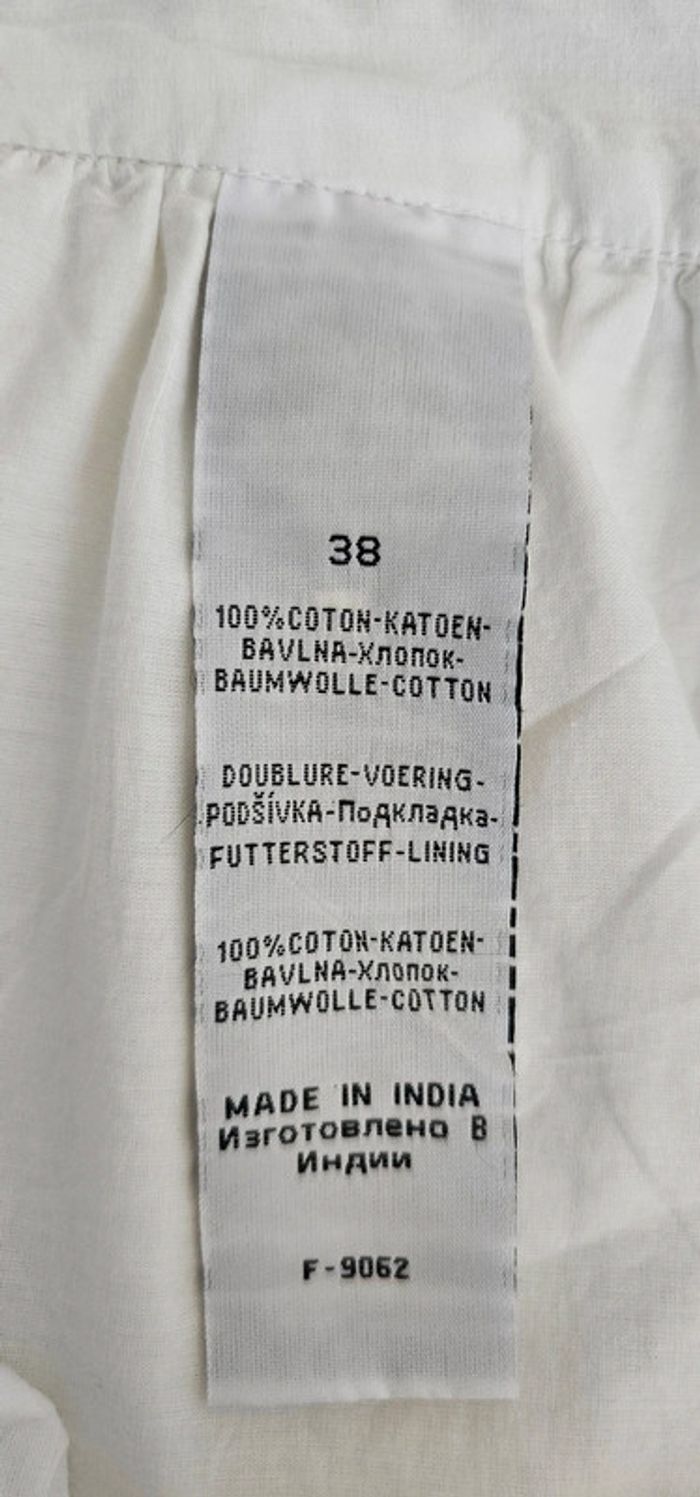 38
100%COTON-KATOEN-
BAVLNA-Хлопок-
BAUMWOLLE-COTTON
DOUBLURE-VOERING-
PODŠÍVKA-Подкладка-
FUTTERSTOFF-LINING
100%COTON-KATOEN-
BAVLNA-Хлопок-
BAUMWOLLE-COTTON
MADE IN INDIA
Изготовлено В
Индии
F-9062